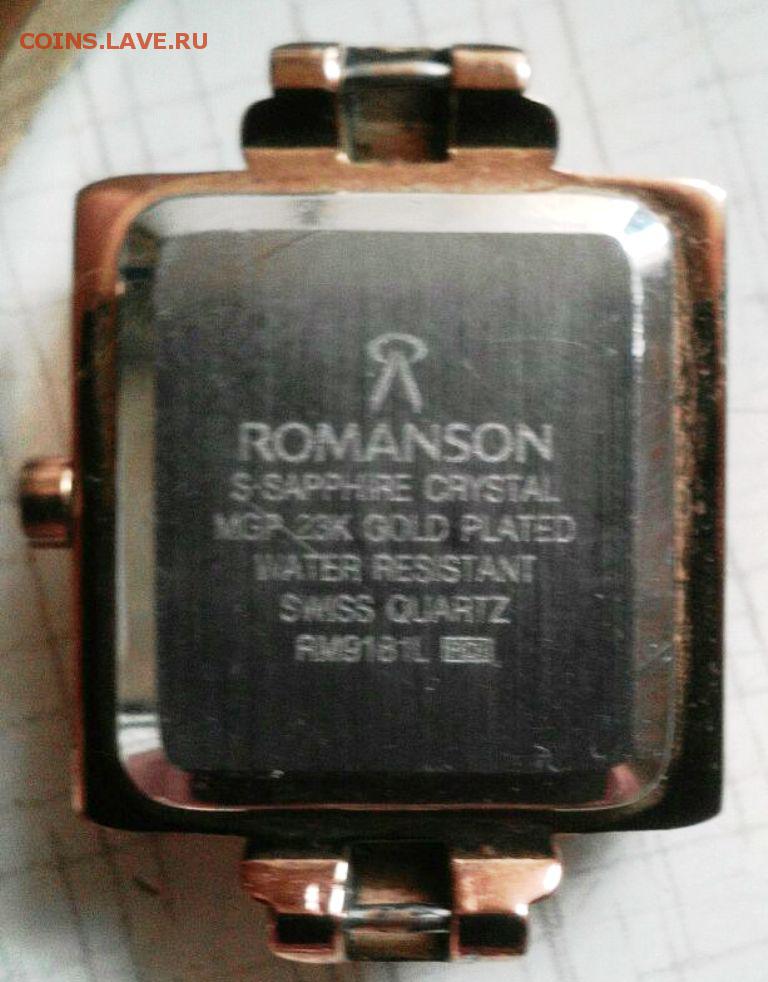 COINS.LAVE.RU
ROMANSON
S-SAPPHIRE CRYSTAL
MGP 23K GOLD PLATED
WATER RESISTANT
SWISS QUARTZ
RM9181L